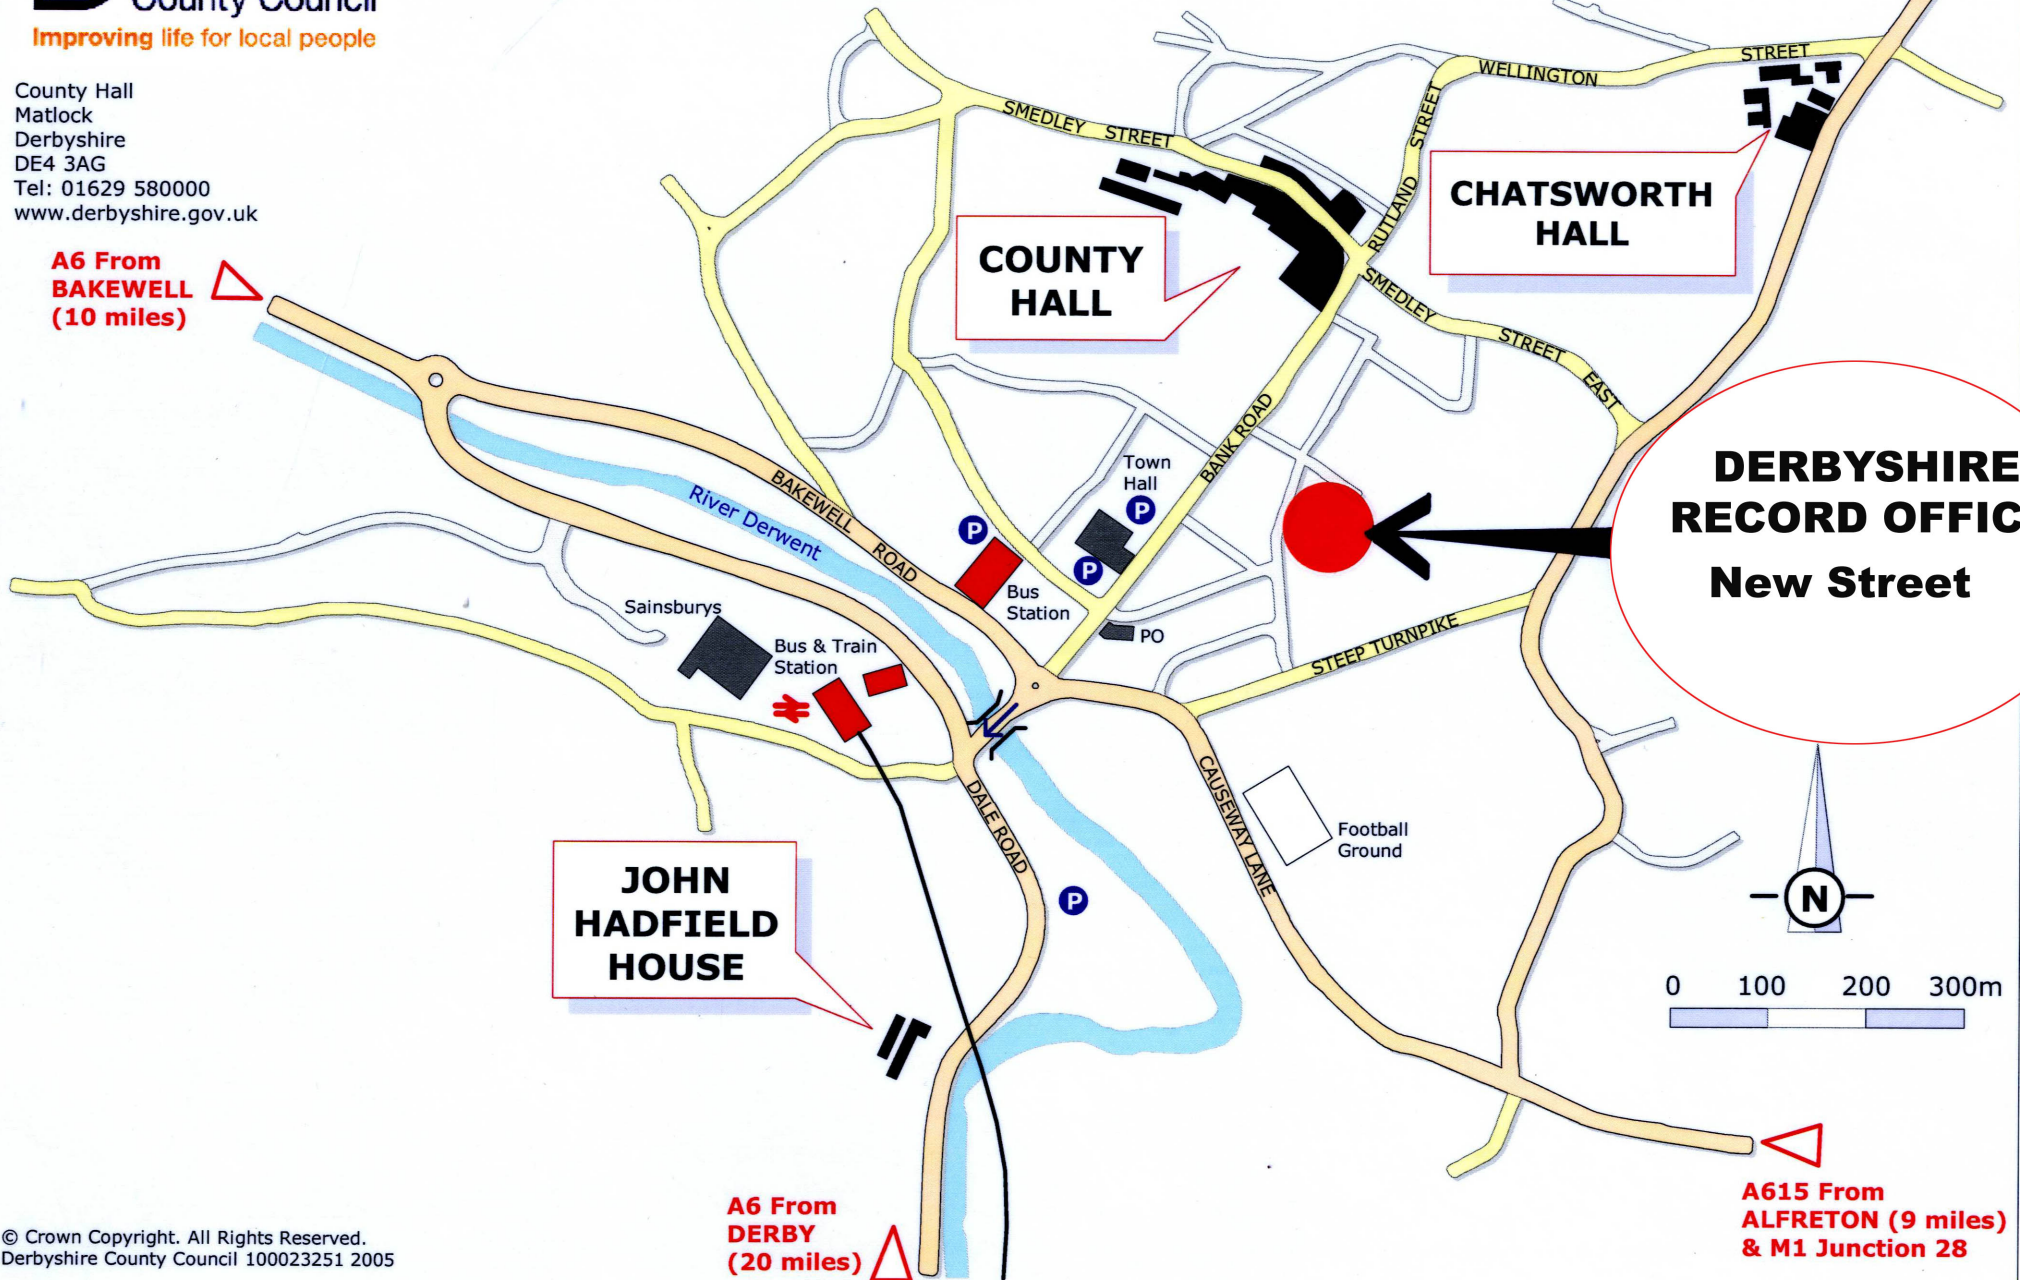 County Council
Improving life for local people
County Hall
Matlock
Derbyshire
DE4 3AG
Tel: 01629 580000
www.derbyshire.gov.uk
A6 From
BAKEWELL
(10 miles)
SMEDLEY STREET
RUTLAND STREET
WELLINGTON STREET
CHATSWORTH
HALL
COUNTY
HALL
SMEDLEY STREET EAST
BANK ROAD
DERBYSHIRE
RECORD OFFIC
New Street
Town
Hall
P
P
P
BAKEWELL ROAD
River Derwent
Bus
Station
PO
STEEP TURNPIKE
Sainsburys
Bus & Train
Station
DALE ROAD
CAUSEWAY LANE
Football
Ground
P
JOHN
HADFIELD
HOUSE
N
0 100 200 300m
A6 From
DERBY
(20 miles)
A615 From
ALFRETON (9 miles)
& M1 Junction 28
© Crown Copyright. All Rights Reserved.
Derbyshire County Council 100023251 2005